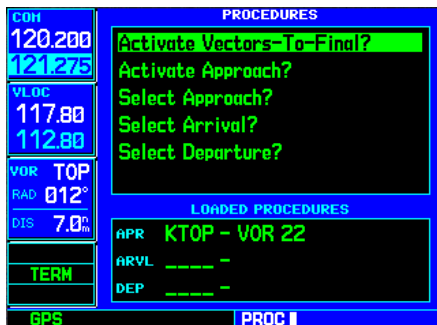 COM
120.200
121.275
VLOC
117.80
112.80
VOR TOP
RAD 012°
DIS 7.0nm
TERM
GPS
PROCEDURES
Activate Vectors-To-Final?
Activate Approach?
Select Approach?
Select Arrival?
Select Departure?
LOADED PROCEDURES
APR KTOP - VOR 22
ARVL ____ -
DEP ____ -
PROC